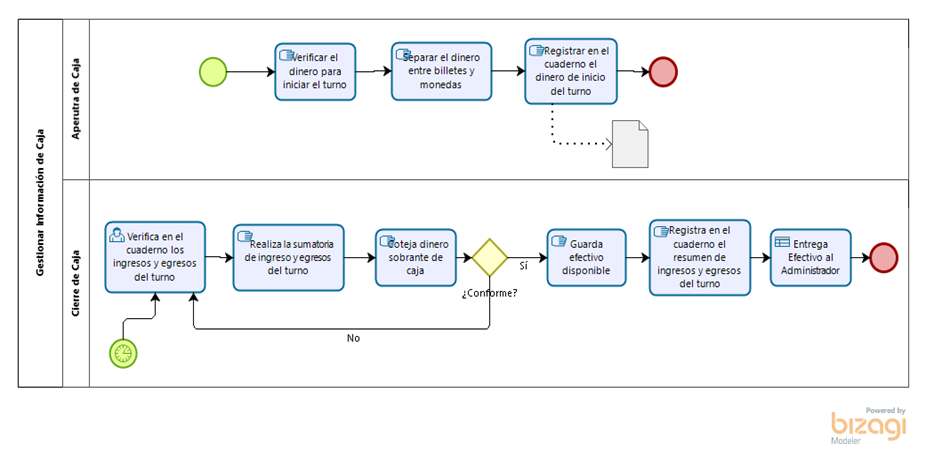 Gestionar Información de Caja
Aperutra de Caja
Verificar el
dinero para
iniciar el turno
Separar el dinero
entre billetes y
monedas
Registrar en el
cuaderno el
dinero de inicio
del turno
Cierre de Caja
Verifica en el
cuaderno los
ingresos y egresos
del turno
Realiza la sumatoria
de ingreso y egresos
del turno
Coteja dinero
sobrante de
caja
¿Conforme?
Sí
No
Guarda
efectivo
disponible
Registra en el
cuaderno el
resumen de
ingresos y egresos
del turno
Entrega
Efectivo al
Administrador
Powered by
bizagi
Modeler